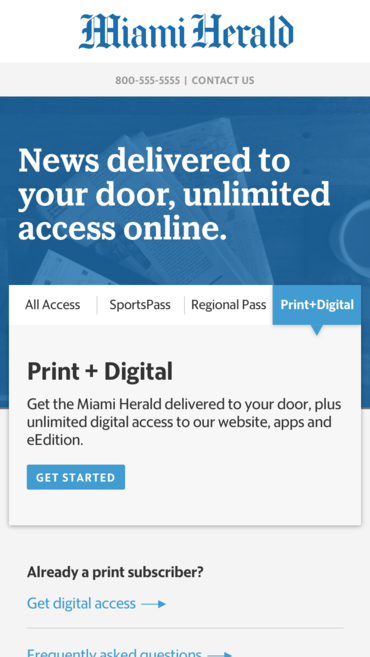 Miami Herald
800-555-5555 | CONTACT US
News delivered to
your door, unlimited
access online.
All Access
SportsPass
Regional Pass
Print+Digital
Print + Digital
Get the Miami Herald delivered to your door, plus
unlimited digital access to our website, apps and
eEdition.
GET STARTED
Already a print subscriber?
Get digital access
Frequently asked questions